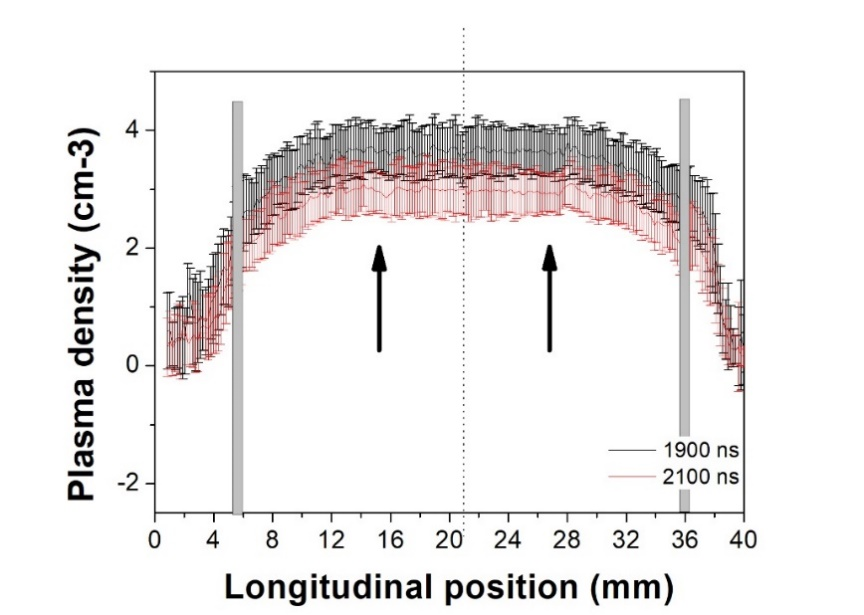 Plasma density (cm-3)
4
2
0
-2
1900 ns
2100 ns
0 4 8 12 16 20 24 28 32 36 40
Longitudinal position (mm)